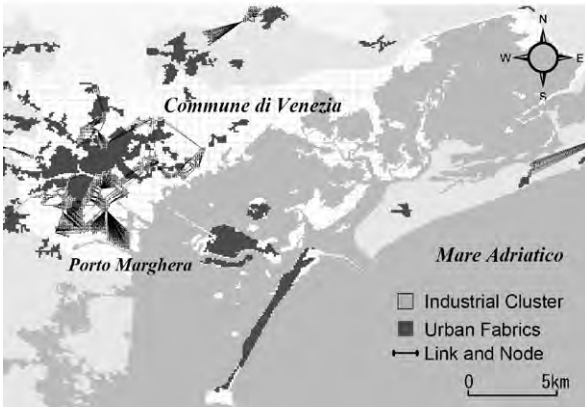 N
W E
S
Commune di Venezia
Porto Marghera
Mare Adriatico
Industrial Cluster
Urban Fabrics
Link and Node
0 5km